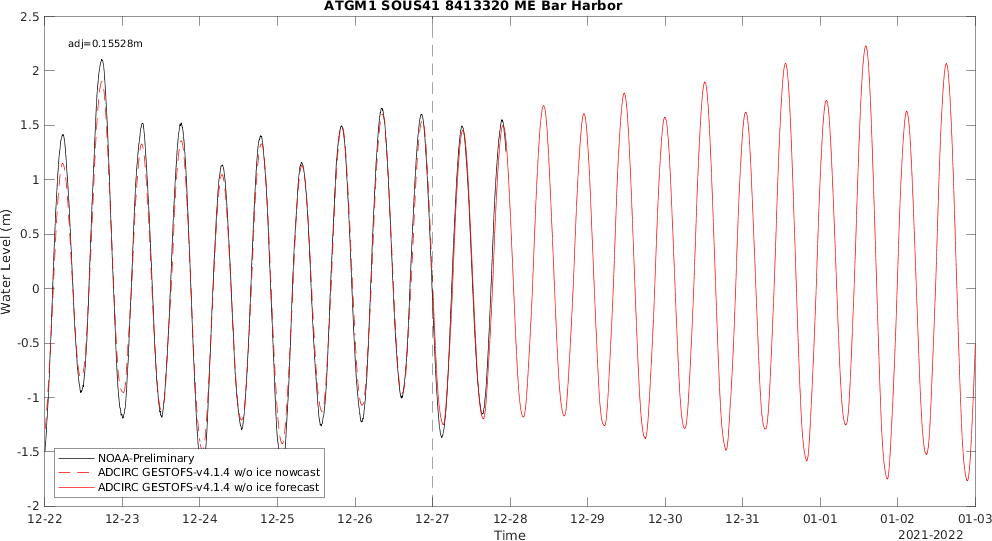 ATGM1 SOUS41 8413320 ME Bar Harbor
adj=0.15528m
2.5
2
1.5
1
0.5
0
-0.5
-1
-1.5
-2
Water Level (m)
NOAA-Preliminary
ADCIRC GESTOFS-v4.1.4 w/o ice nowcast
ADCIRC GESTOFS-v4.1.4 w/o ice forecast
12-22 12-23 12-24 12-25 12-26 12-27 12-28 12-29 12-30 12-31 01-01 01-02 01-03
Time
2021-2022